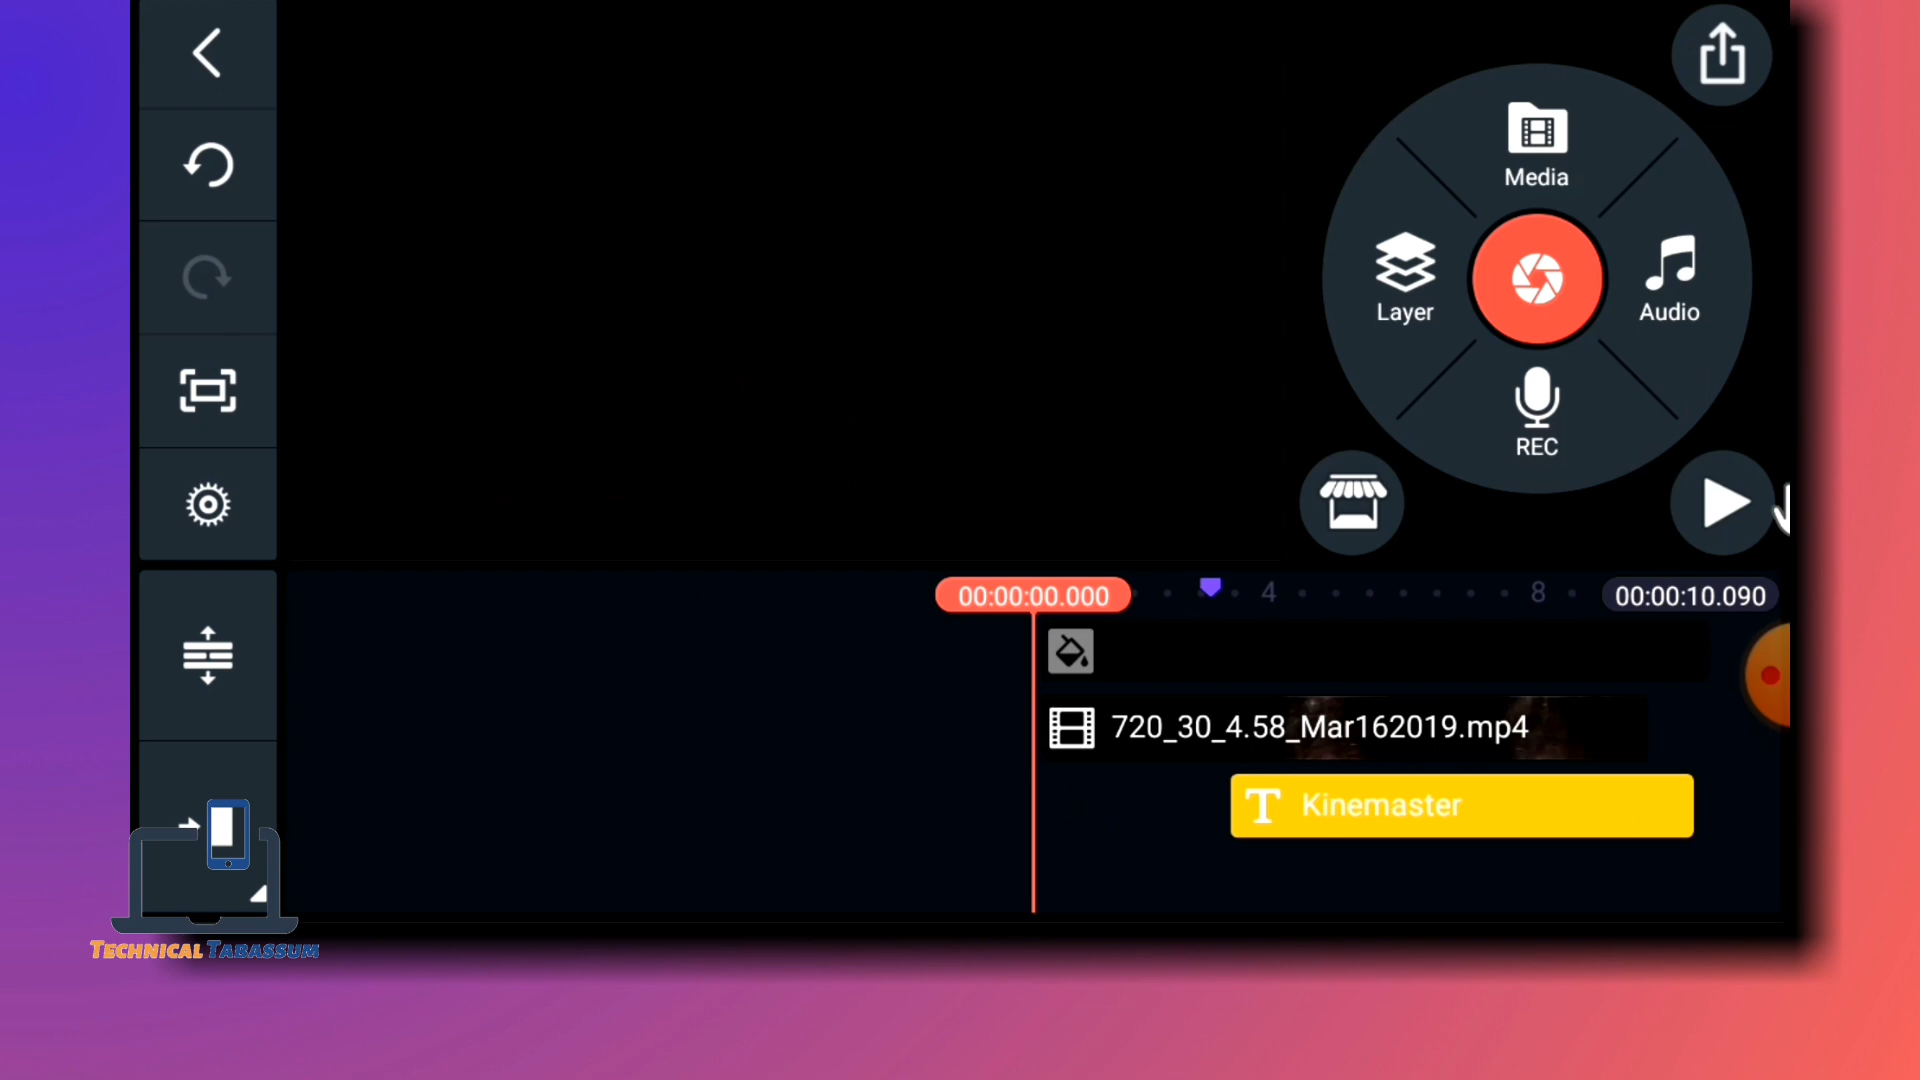 Media
Layer
Audio
REC
00:00:00.000
4
8
00:00:10.090
720_30_4.58_Mar162019.mp4
T Kinemaster
TECHNICAL TABASSUM